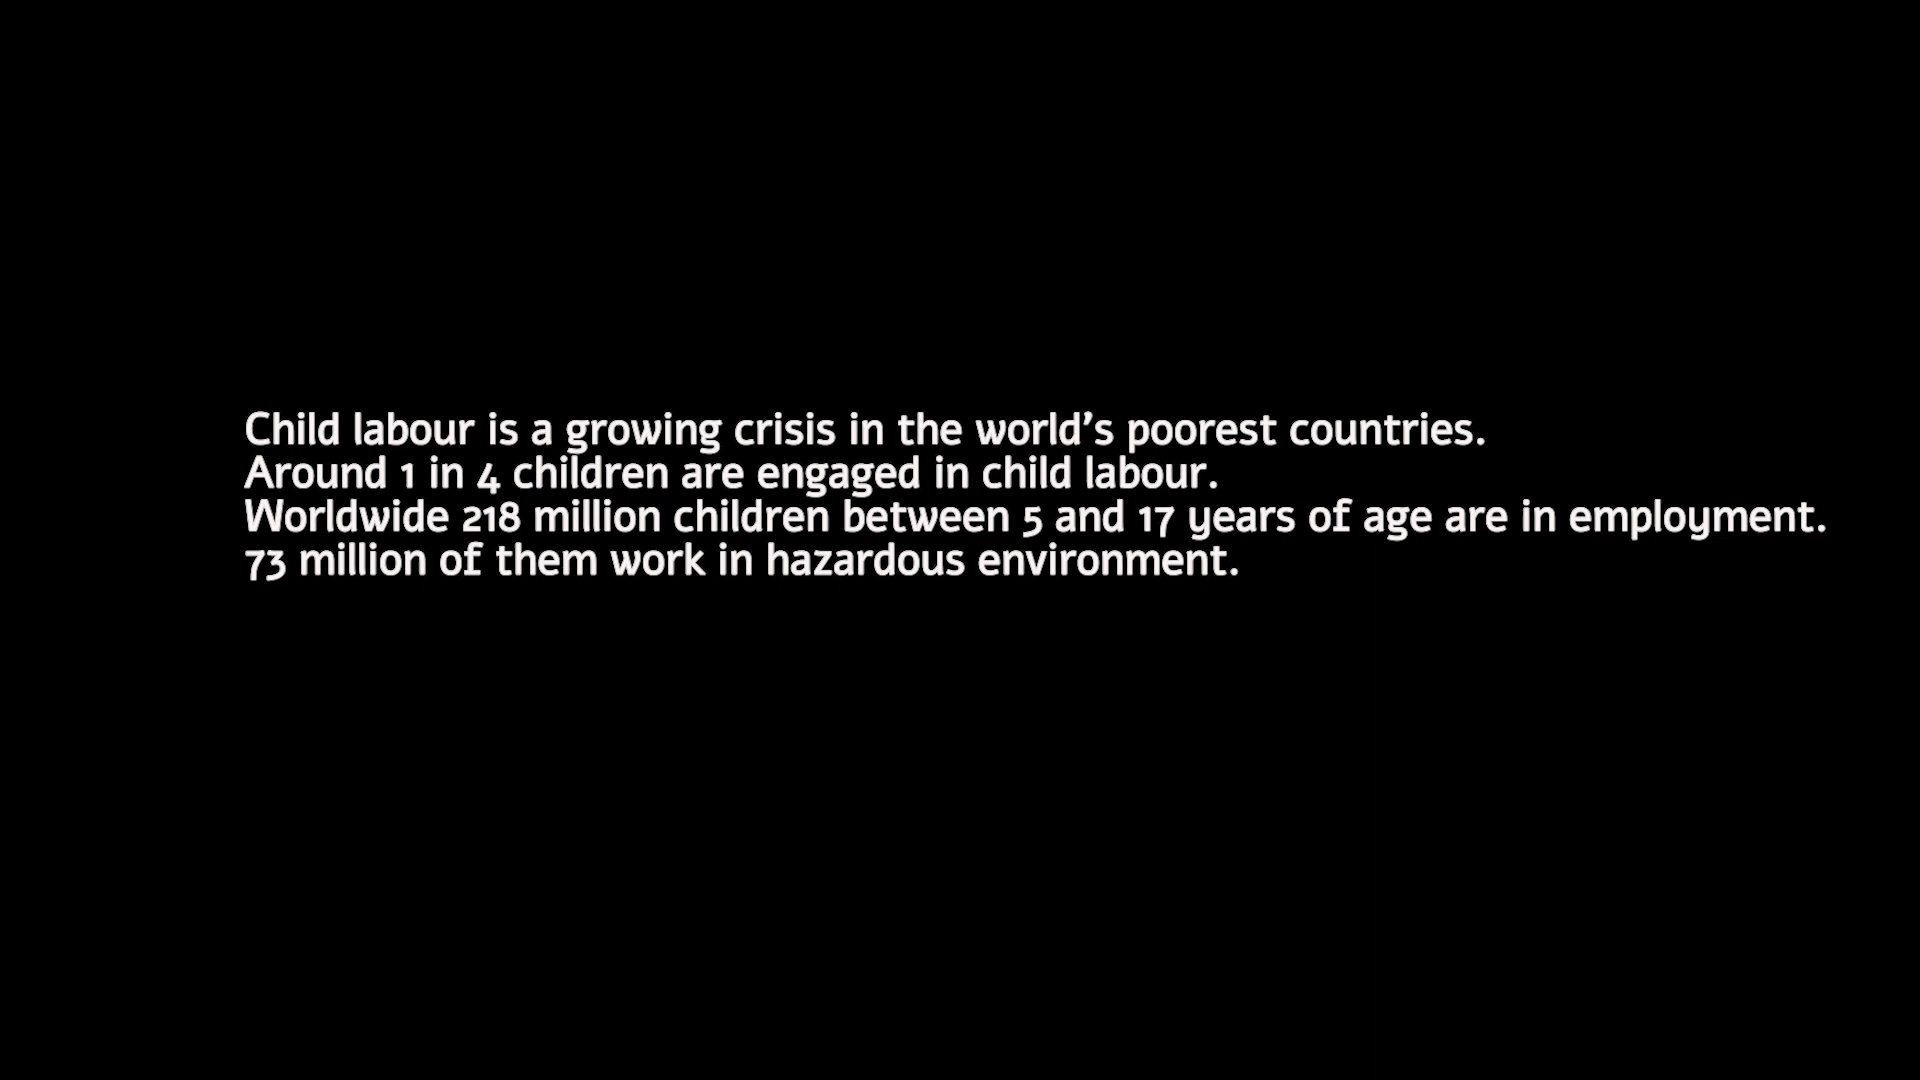 Child labour is a growing crisis in the world’s poorest countries.
Around 1 in 4 children are engaged in child labour.
Worldwide 218 million children between 5 and 17 years of age are in employment.
73 million of them work in hazardous environment.